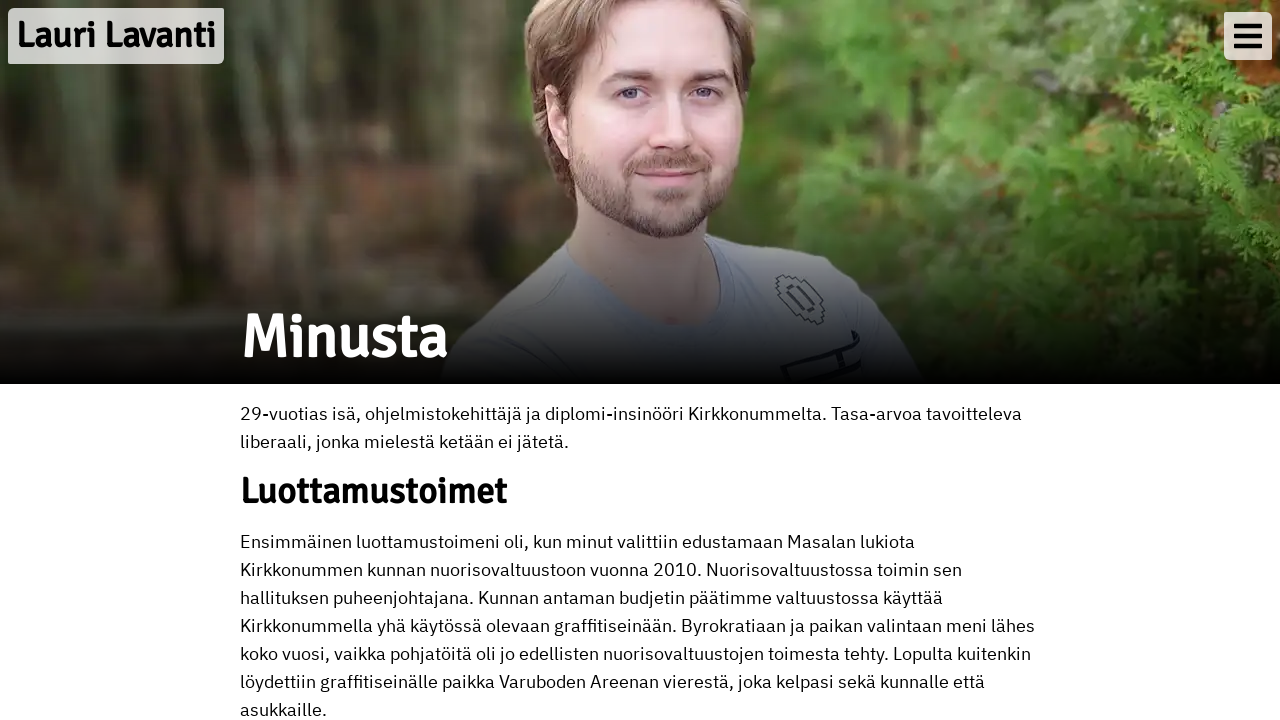 Lauri Lavanti
Minusta
29-vuotias isä, ohjelmistokehittäjä ja diplomi-insinööri Kirkkonummelta. Tasa-arvoa tavoitteleva
liberaali, jonka mielestä ketään ei jätetä.
Luottamustoimet
Ensimmäinen luottamustoimeni oli, kun minut valittiin edustamaan Masalan lukiota
Kirkkonummen kunnan nuorisovaltuustoon vuonna 2010. Nuorisovaltuustossa toimin sen
hallituksen puheenjohtajana. Kunnan antaman budjetin päätimme valtuustossa käyttää
Kirkkonummella yhä käytössä olevaan graffitiseinään. Byrokratiaan ja paikan valintaan meni lähes
koko vuosi, vaikka pohjatöitä oli jo edellisten nuorisovaltuustojen toimesta tehty. Lopulta kuitenkin
löydettiin graffitiseinälle paikka Varuboden Areenan vierestä, joka kelpasi sekä kunnalle että
asukkaille.